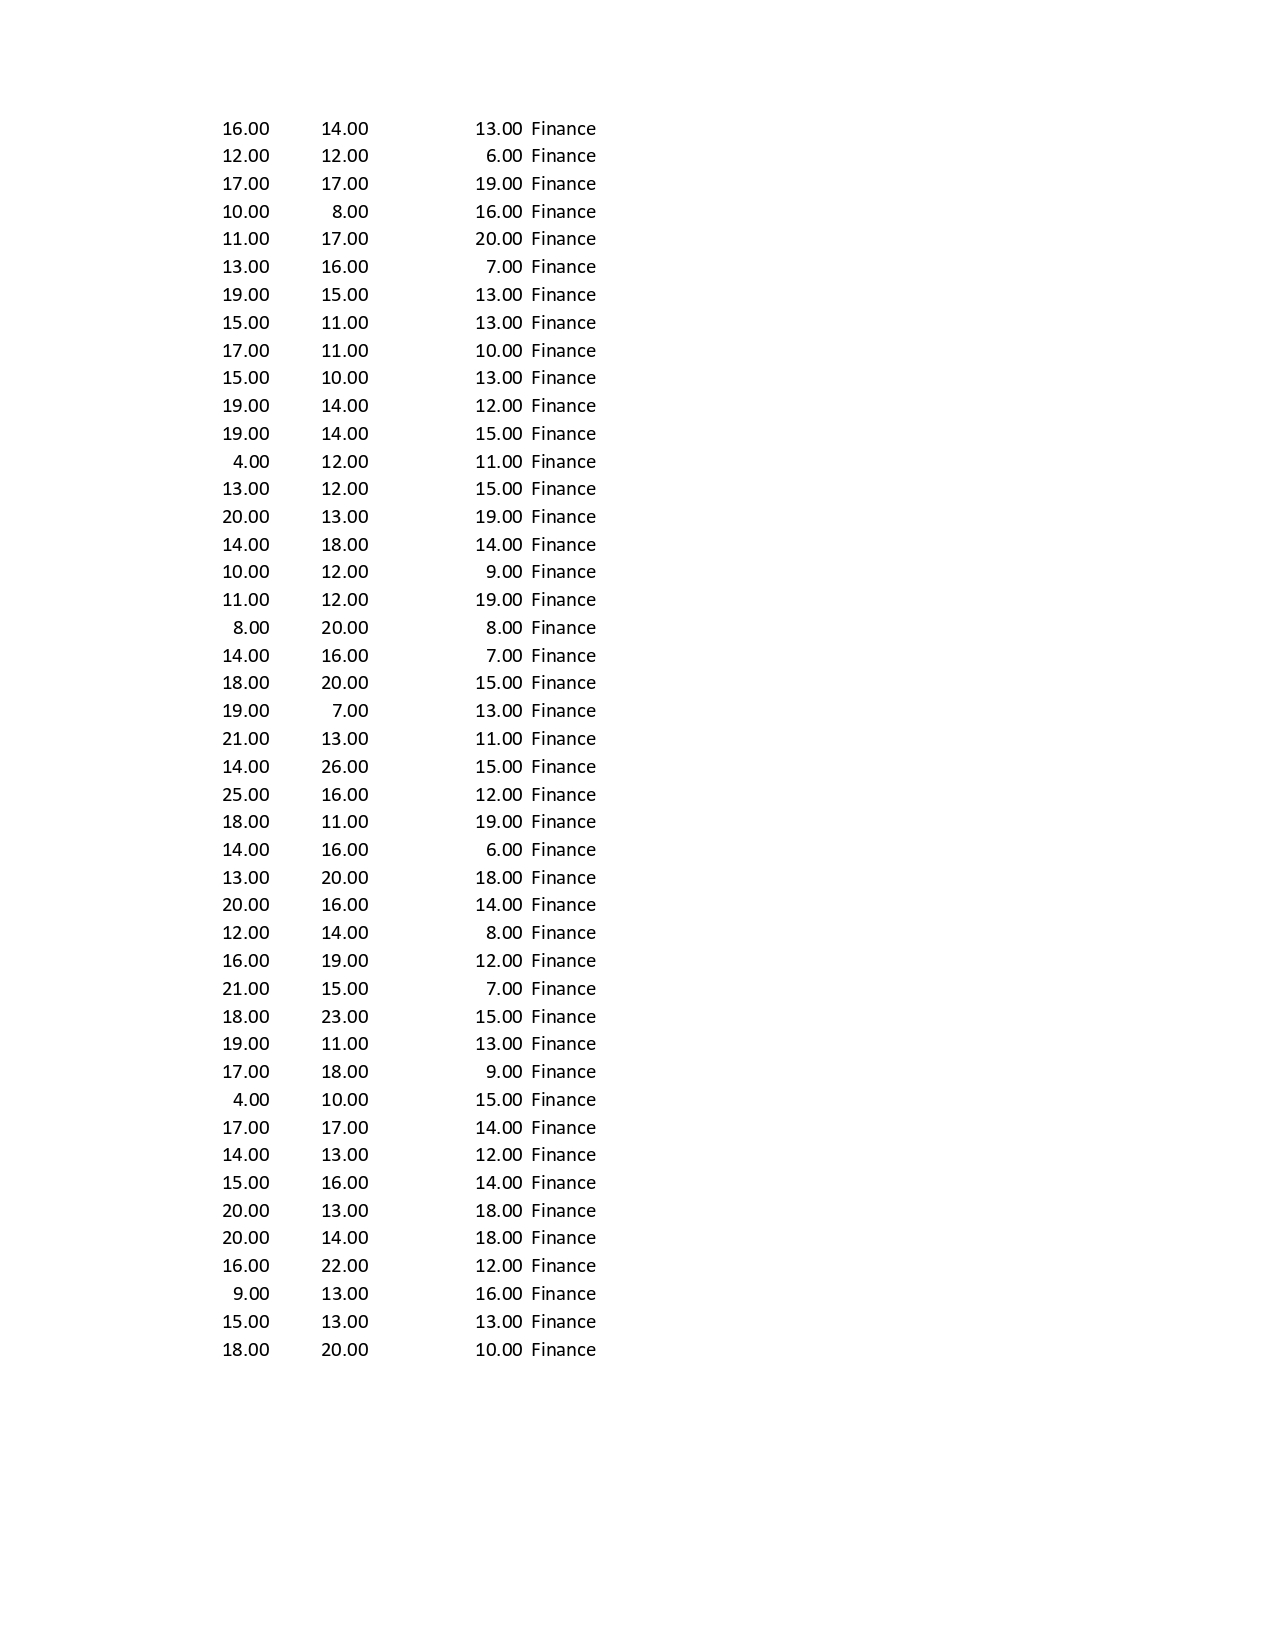 16.00 14.00 13.00 Finance
12.00 12.00 6.00 Finance
17.00 17.00 19.00 Finance
10.00 8.00 16.00 Finance
11.00 17.00 20.00 Finance
13.00 16.00 7.00 Finance
19.00 15.00 13.00 Finance
15.00 11.00 13.00 Finance
17.00 11.00 10.00 Finance
15.00 10.00 13.00 Finance
19.00 14.00 12.00 Finance
19.00 14.00 15.00 Finance
4.00 12.00 11.00 Finance
13.00 12.00 15.00 Finance
20.00 13.00 19.00 Finance
14.00 18.00 14.00 Finance
10.00 12.00 9.00 Finance
11.00 12.00 19.00 Finance
8.00 20.00 8.00 Finance
14.00 16.00 7.00 Finance
18.00 20.00 15.00 Finance
19.00 7.00 13.00 Finance
21.00 13.00 11.00 Finance
14.00 26.00 15.00 Finance
25.00 16.00 12.00 Finance
18.00 11.00 19.00 Finance
14.00 16.00 6.00 Finance
13.00 20.00 18.00 Finance
20.00 16.00 14.00 Finance
12.00 14.00 8.00 Finance
16.00 19.00 12.00 Finance
21.00 15.00 7.00 Finance
18.00 23.00 15.00 Finance
19.00 11.00 13.00 Finance
17.00 18.00 9.00 Finance
4.00 10.00 15.00 Finance
17.00 17.00 14.00 Finance
14.00 13.00 12.00 Finance
15.00 16.00 14.00 Finance
20.00 13.00 18.00 Finance
20.00 14.00 18.00 Finance
16.00 22.00 12.00 Finance
9.00 13.00 16.00 Finance
15.00 13.00 13.00 Finance
18.00 20.00 10.00 Finance